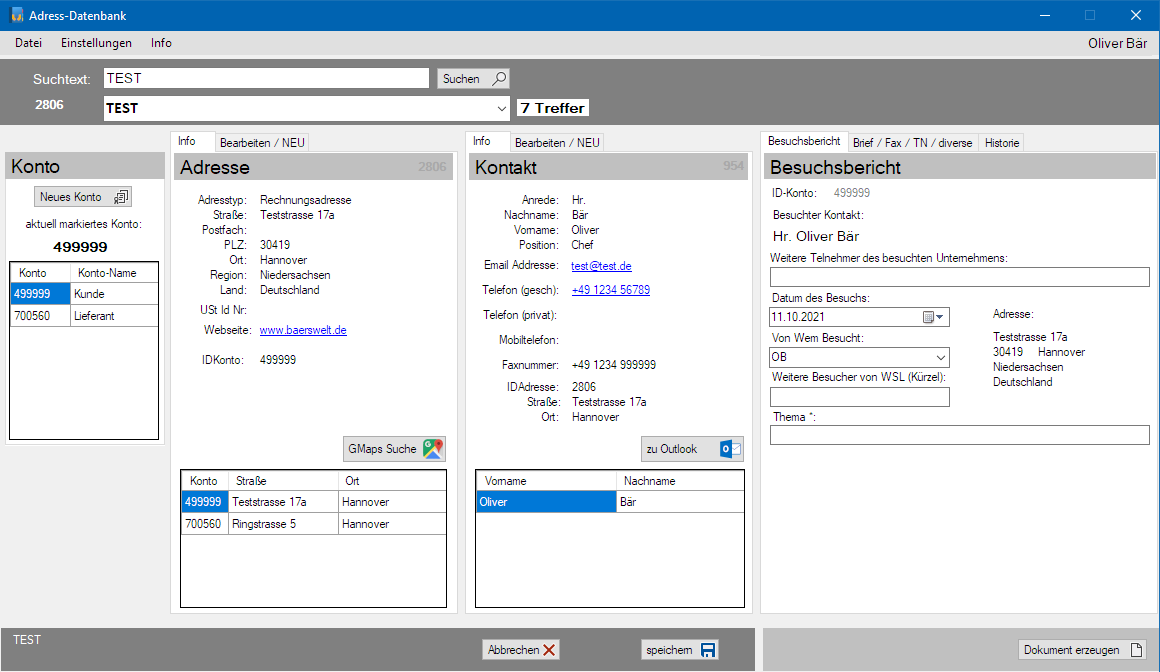 Adress-Datenbank
Datei Einstellungen Info Oliver Bär
Suchtext: TEST Suchen
2806 TEST 7 Treffer
Konto
Neues Konto
aktuell markiertes Konto:
499999
Konto Konto-Name
499999 Kunde
700560 Lieferant
Info Bearbeiten / NEU
Adresse 2806
Adresstyp: Rechnungsadresse
Straße: Teststrasse 17a
Postfach:
PLZ: 30419
Ort: Hannover
Region: Niedersachsen
Land: Deutschland
USt Id Nr:
Webseite: www.baerswelt.de
IDKonto: 499999
GMaps Suche
Konto Straße Ort
499999 Teststrasse 17a Hannover
700560 Ringstrasse 5 Hannover
Info Bearbeiten / NEU
Kontakt 954
Anrede: Hr.
Nachname: Bär
Vorname: Oliver
Position: Chef
Email Addresse: test@test.de
Telefon (gesch): +49 1234 56789
Telefon (privat):
Mobiltelefon:
Faxnummer: +49 1234 999999
IDAdresse: 2806
Straße: Teststrasse 17a
Ort: Hannover
zu Outlook
Vorname Nachname
Oliver Bär
Besuchsbericht Brief / Fax / TN / diverse Historie
Besuchsbericht
ID-Konto: 499999
Besuchter Kontakt:
Hr. Oliver Bär
Weitere Telnehmer des besuchten Unternehmens:
Datum des Besuchs:
11.10.2021
Von Wem Besucht:
OB
Weitere Besucher von WSL (Kürzel):
Thema *:
Adresse:
Teststrasse 17a
30419 Hannover
Niedersachsen
Deutschland
TEST Abbrechen speichern Dokument erzeugen